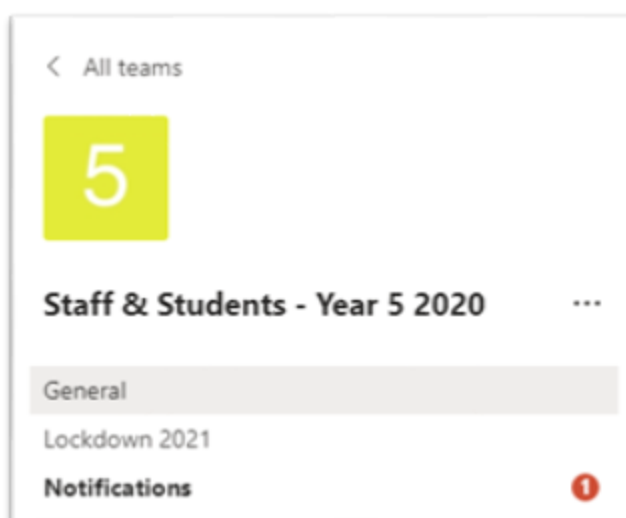 All teams
5
Staff & Students - Year 5 2020 ...
General
Lockdown 2021
Notifications 1